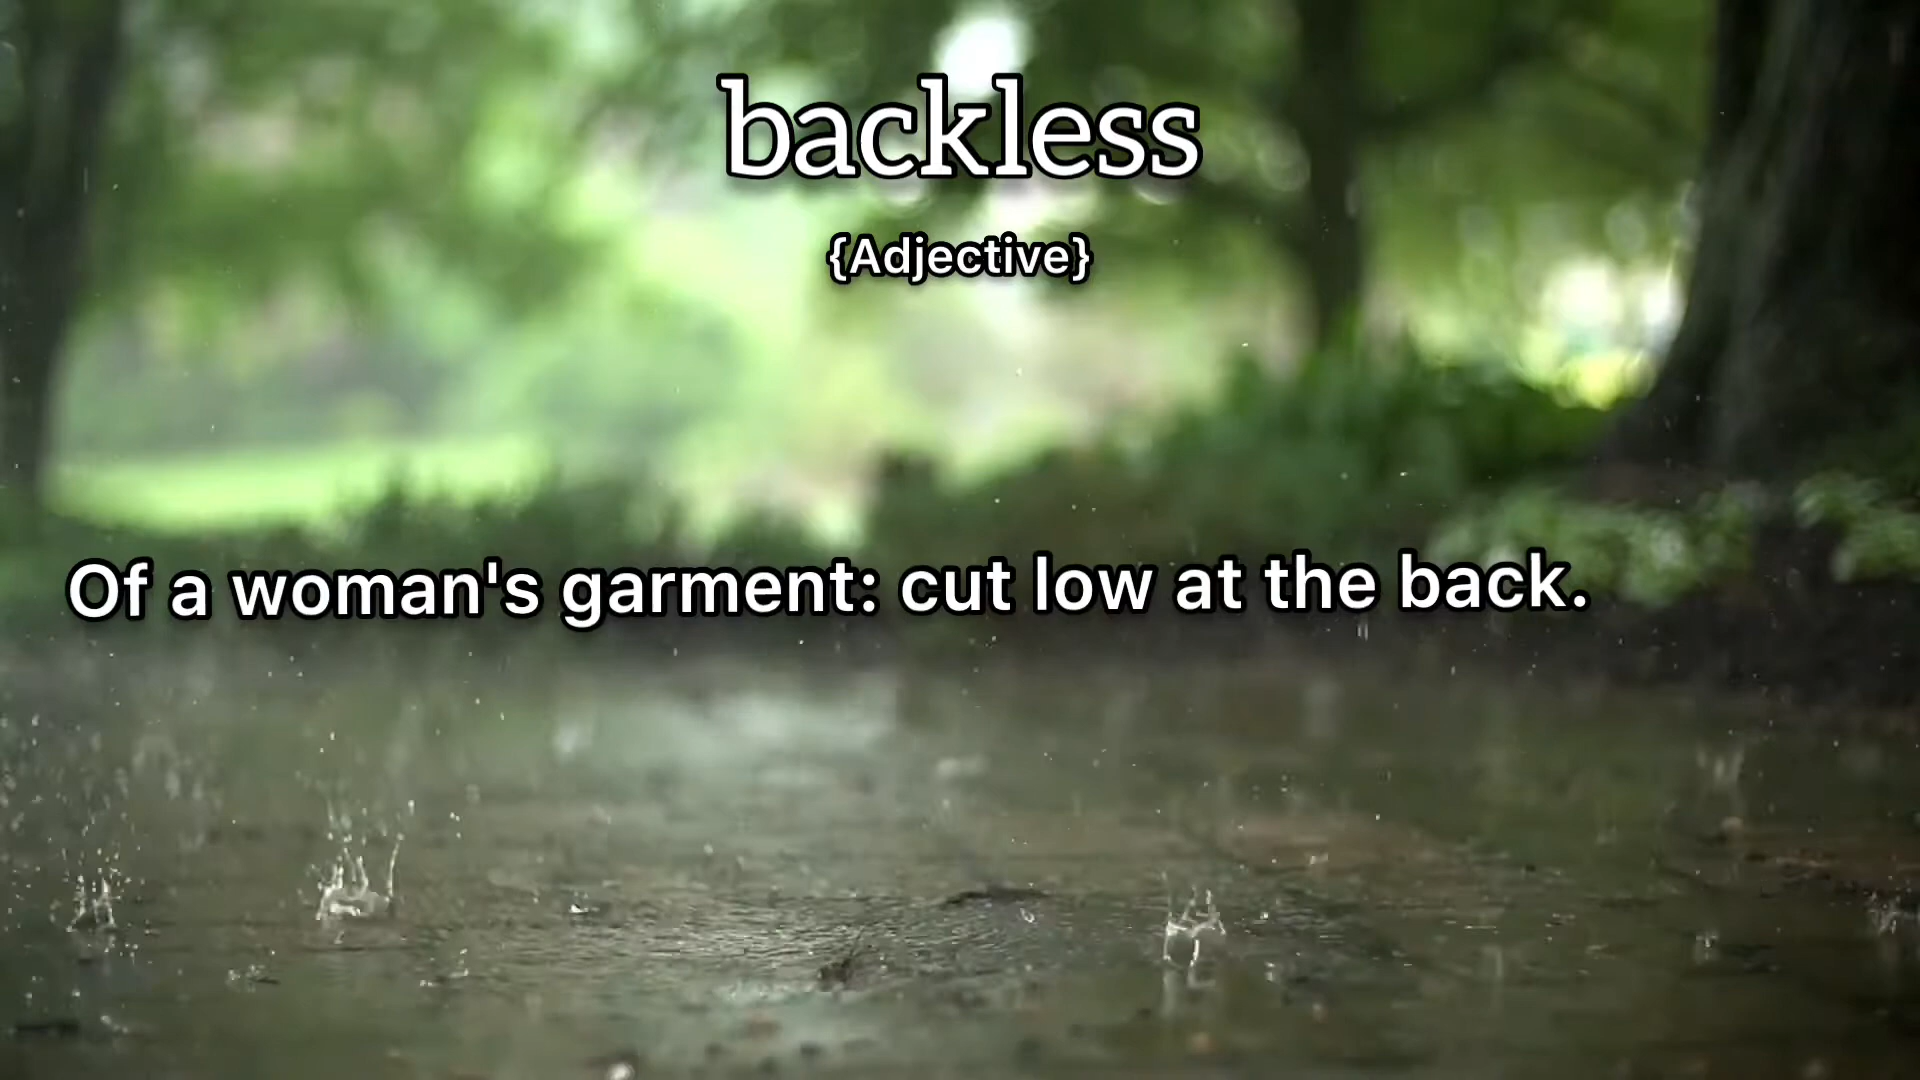 backless
{Adjective}
Of a woman's garment: cut low at the back.